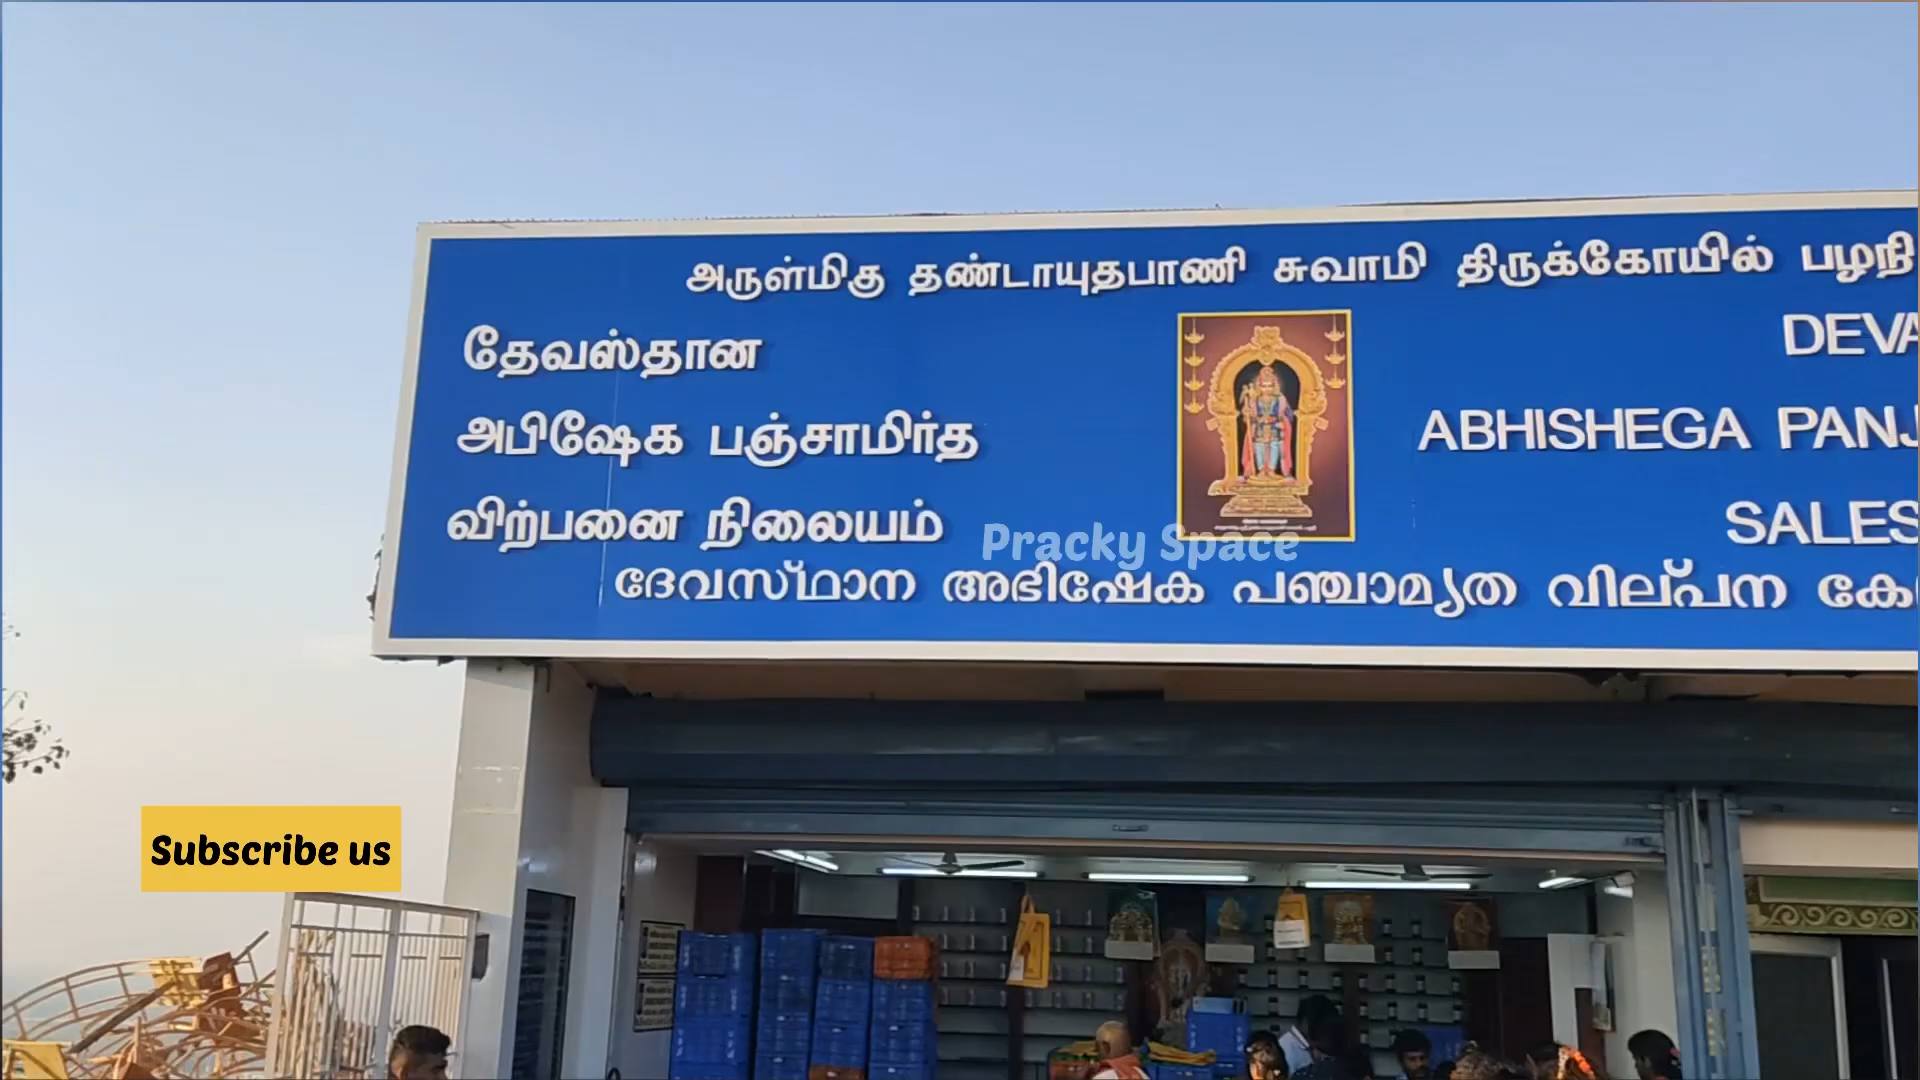 அருள்மிகு தண்டாயுதபாணி சுவாமி திருக்கோயில் பழநி
தேவஸ்தான
அபிஷேக பஞ்சாமிர்த
விற்பனை நிலையம்
DEVA
ABHISHEGA PANJ
SALES
ദേവസ്ഥാന അഭിഷേക പഞ്ചാമൃത വില്പന കേ
Pracky Space
Subscribe us